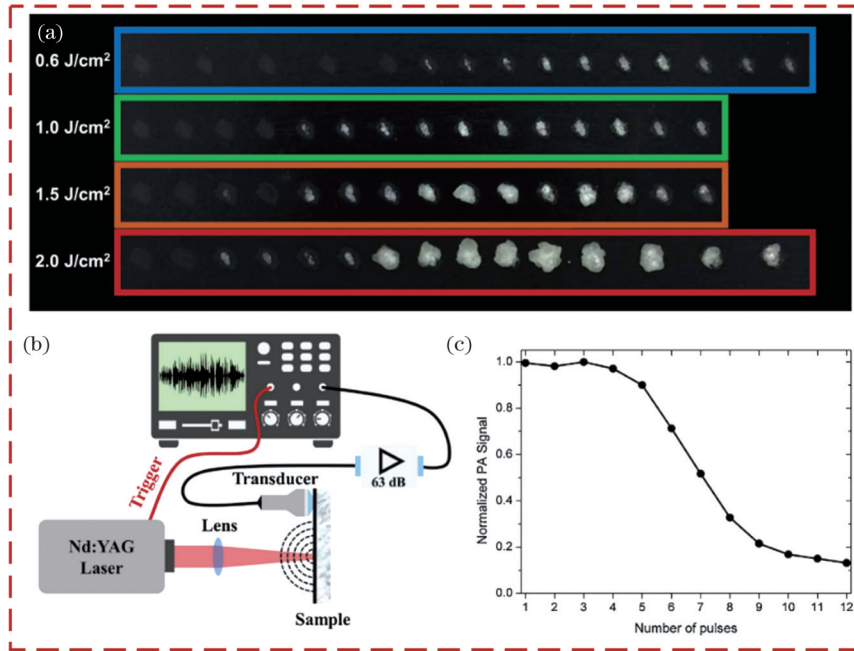 (a)
0.6 J/cm²
1.0 J/cm²
1.5 J/cm²
2.0 J/cm²
(b)
Trigger
Transducer
63 dB
Lens
Nd:YAG
Laser
Sample
(c)
1.0
0.8
0.6
0.4
0.2
0.0
Normalized PA Signal
1 2 3 4 5 6 7 8 9 10 11 12
Number of pulses